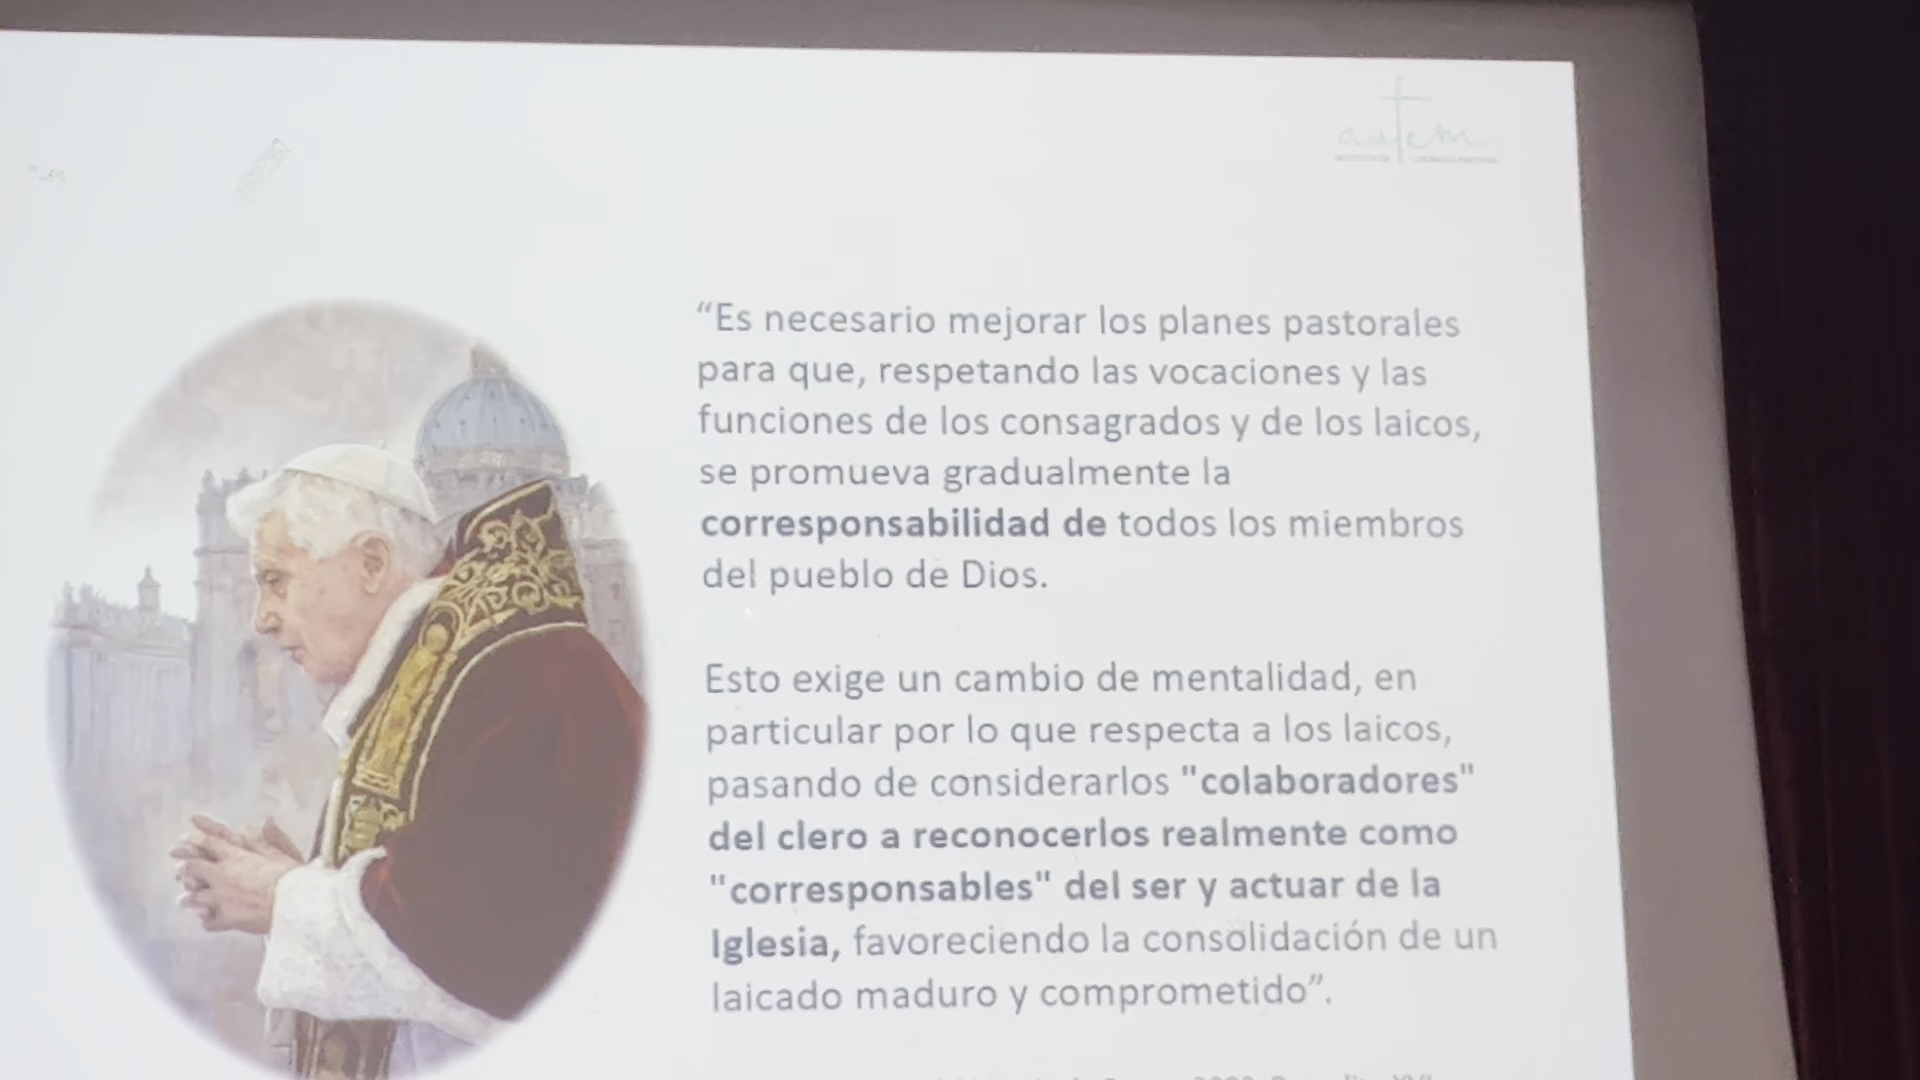 autem
“Es necesario mejorar los planes pastorales
para que, respetando las vocaciones y las
funciones de los consagrados y de los laicos,
se promueva gradualmente la
corresponsabilidad de todos los miembros
del pueblo de Dios.
Esto exige un cambio de mentalidad, en
particular por lo que respecta a los laicos,
pasando de considerarlos "colaboradores"
del clero a reconocerlos realmente como
"corresponsables" del ser y actuar de la
Iglesia, favoreciendo la consolidación de un
laicado maduro y comprometido”.